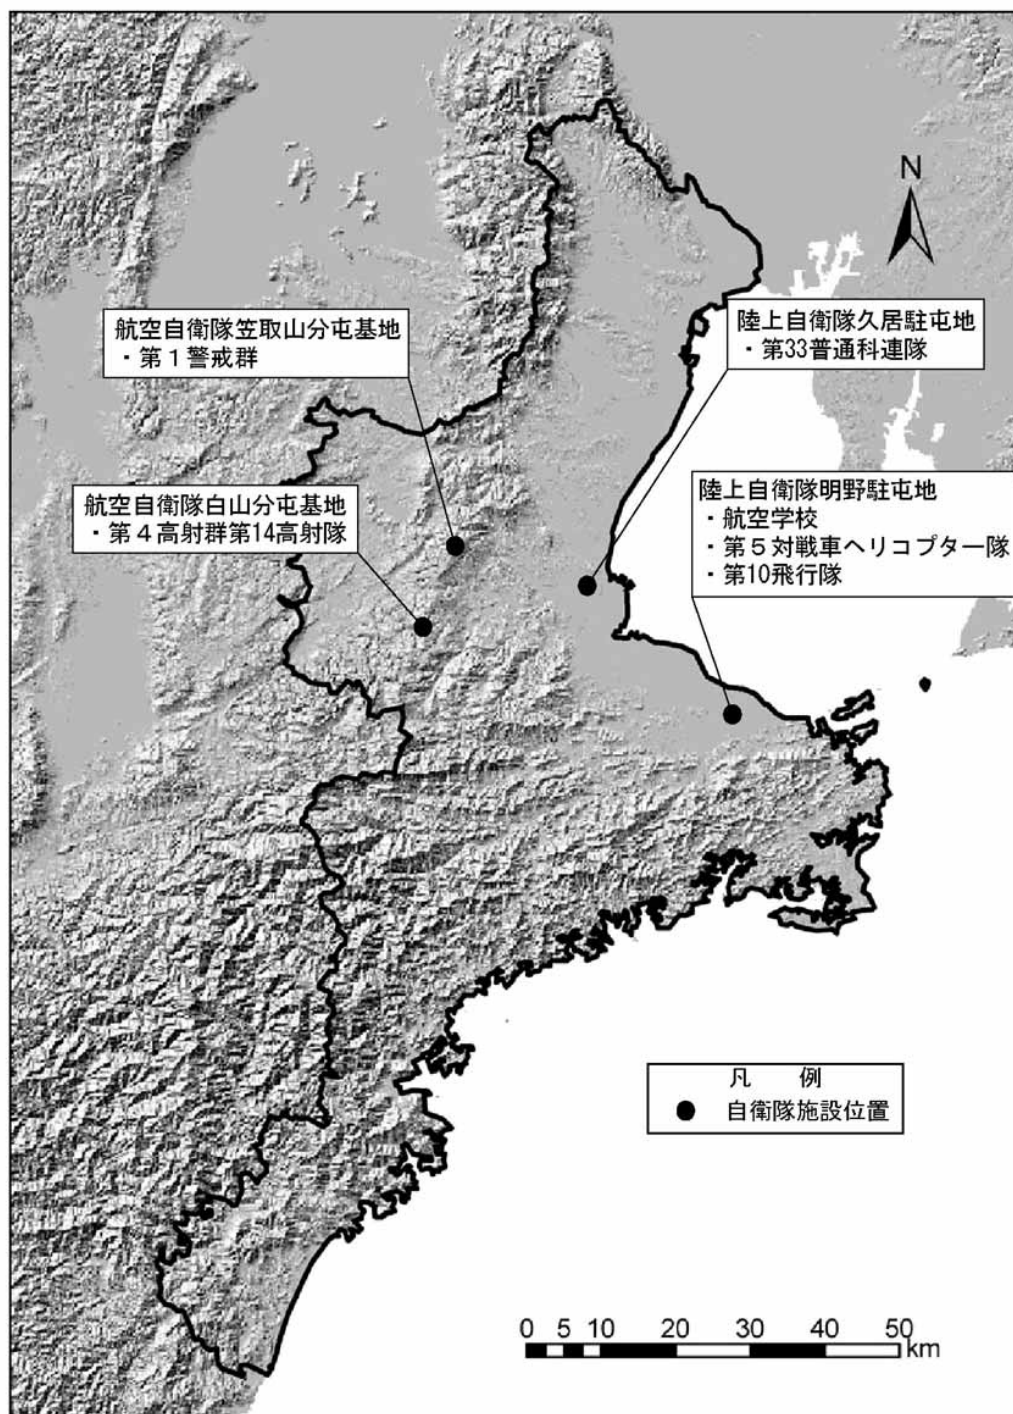 N
航空自衛隊笠取山分屯基地
・第1警戒群
陸上自衛隊久居駐屯地
・第33普通科連隊
航空自衛隊白山分屯基地
・第4高射群第14高射隊
陸上自衛隊明野駐屯地
・航空学校
・第5対戦車ヘリコプター隊
・第10飛行隊
凡 例
● 自衛隊施設位置
0 5 10 20 30 40 50 km